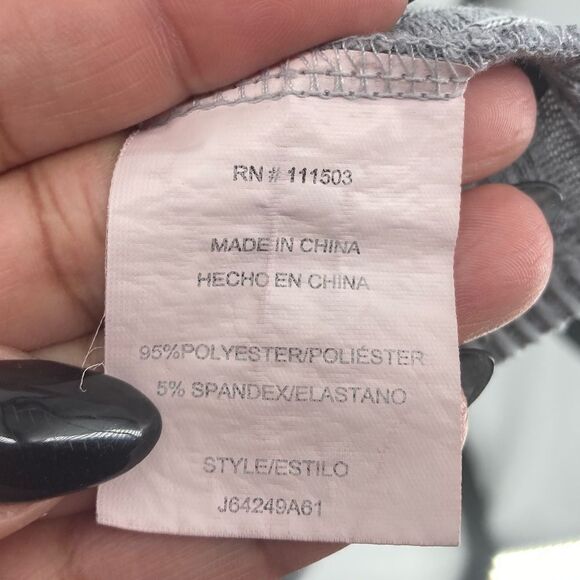 RN # 111503
MADE IN CHINA
HECHO EN CHINA
95%POLYESTER/POLIÉSTER
5% SPANDEX/ELASTANO
STYLE/ESTILO
J64249A61